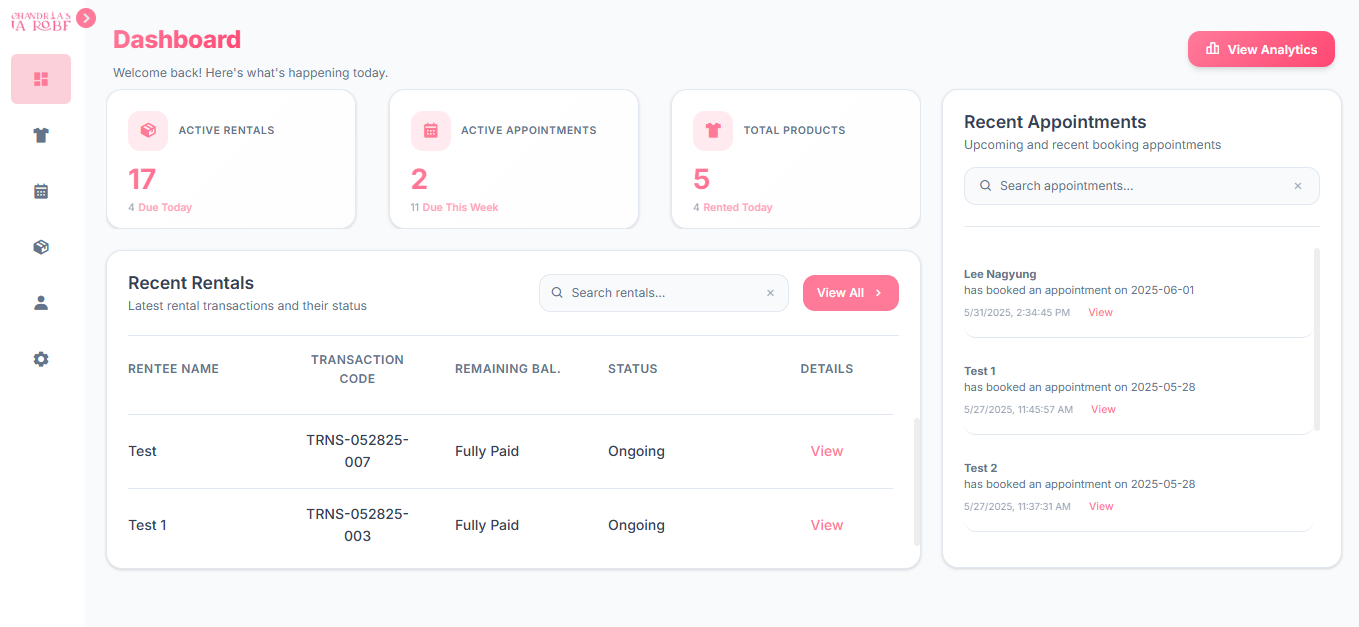 CHANDRIA'S
LA ROBE
Dashboard
Welcome back! Here's what's happening today.
View Analytics
ACTIVE RENTALS
17
4 Due Today
ACTIVE APPOINTMENTS
2
11 Due This Week
TOTAL PRODUCTS
5
4 Rented Today
Recent Rentals
Latest rental transactions and their status
Search rentals...
View All
RENTEE NAME
TRANSACTION
CODE
REMAINING BAL.
STATUS
DETAILS
Test
TRNS-052825-
007
Fully Paid
Ongoing
View
Test 1
TRNS-052825-
003
Fully Paid
Ongoing
View
Recent Appointments
Upcoming and recent booking appointments
Search appointments...
Lee Nagyung
has booked an appointment on 2025-06-01
5/31/2025, 2:34:45 PM View
Test 1
has booked an appointment on 2025-05-28
5/27/2025, 11:45:57 AM View
Test 2
has booked an appointment on 2025-05-28
5/27/2025, 11:37:31 AM View